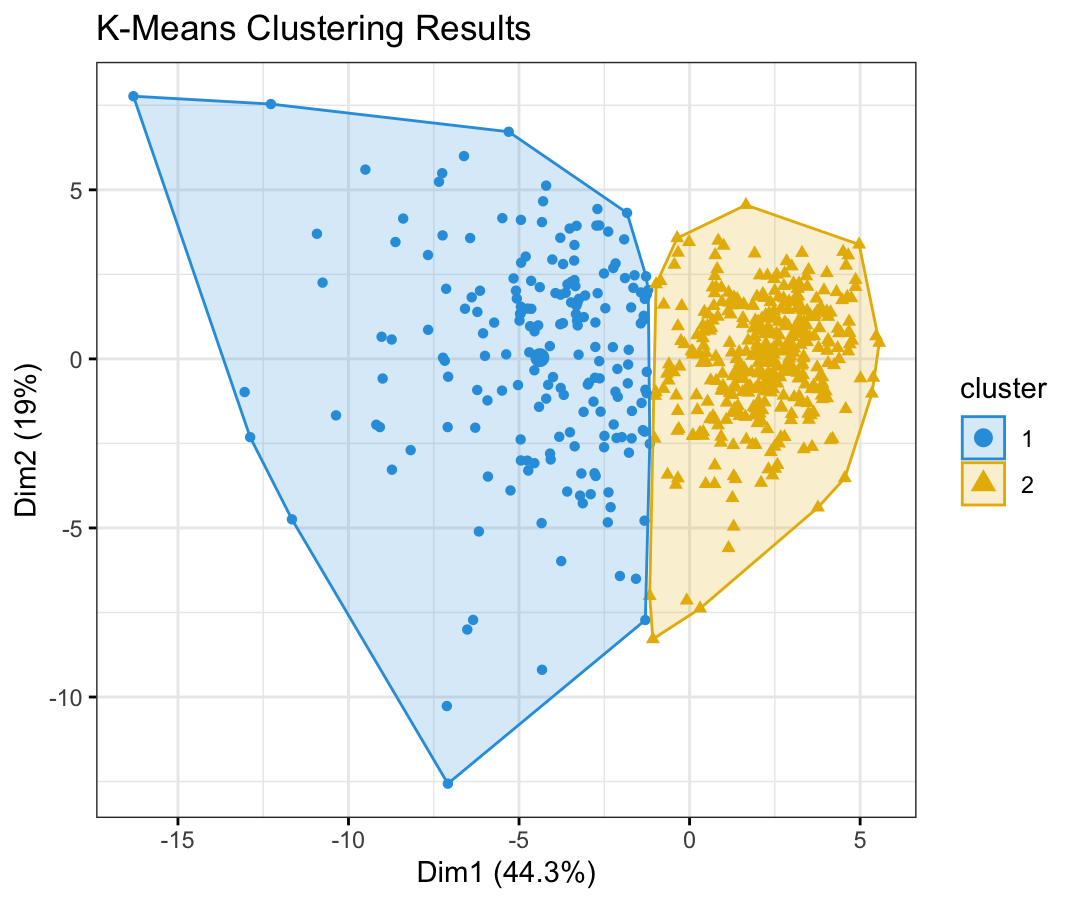 K-Means Clustering Results
5
0
-5
-10
Dim2 (19%)
-15
-10
-5
0
5
Dim1 (44.3%)
cluster
1
2